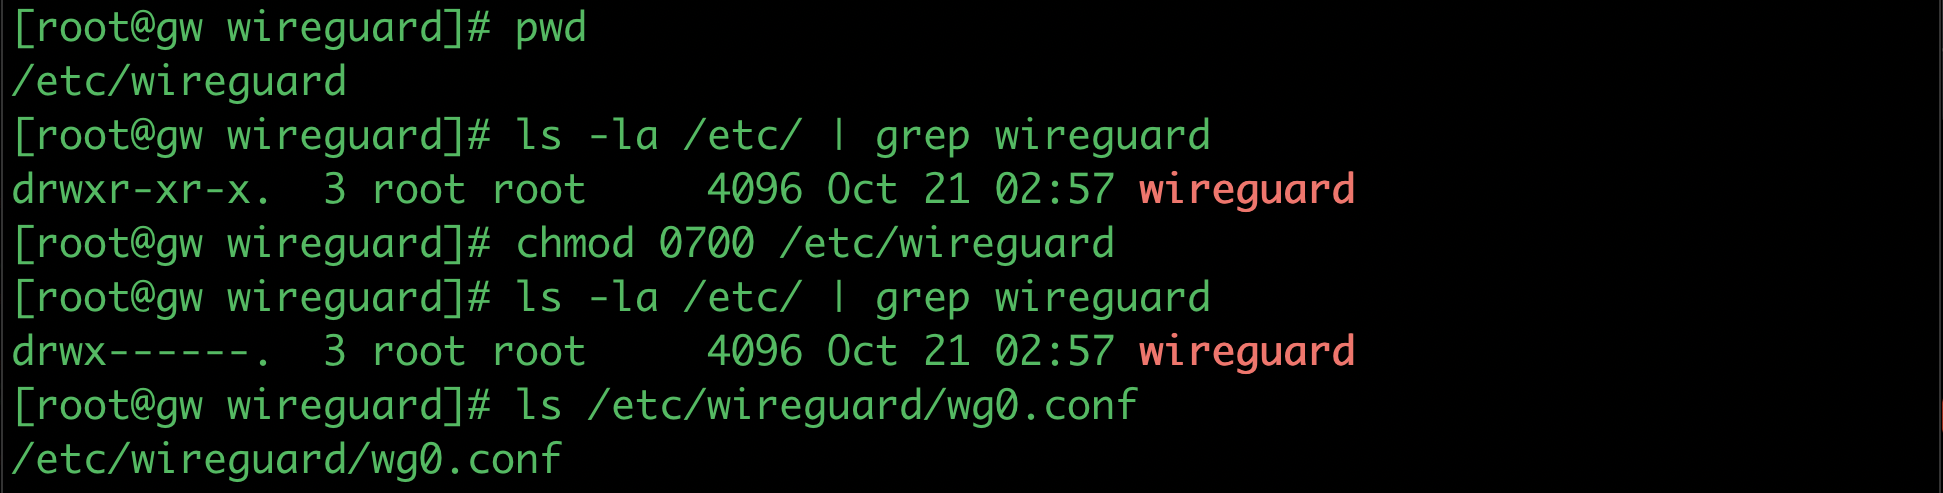 [root@gw wireguard]# pwd
/etc/wireguard
[root@gw wireguard]# ls -la /etc/ | grep wireguard
drwxr-xr-x.  3 root root     4096 Oct 21 02:57 wireguard
[root@gw wireguard]# chmod 0700 /etc/wireguard
[root@gw wireguard]# ls -la /etc/ | grep wireguard
drwx------.  3 root root     4096 Oct 21 02:57 wireguard
[root@gw wireguard]# ls /etc/wireguard/wg0.conf
/etc/wireguard/wg0.conf